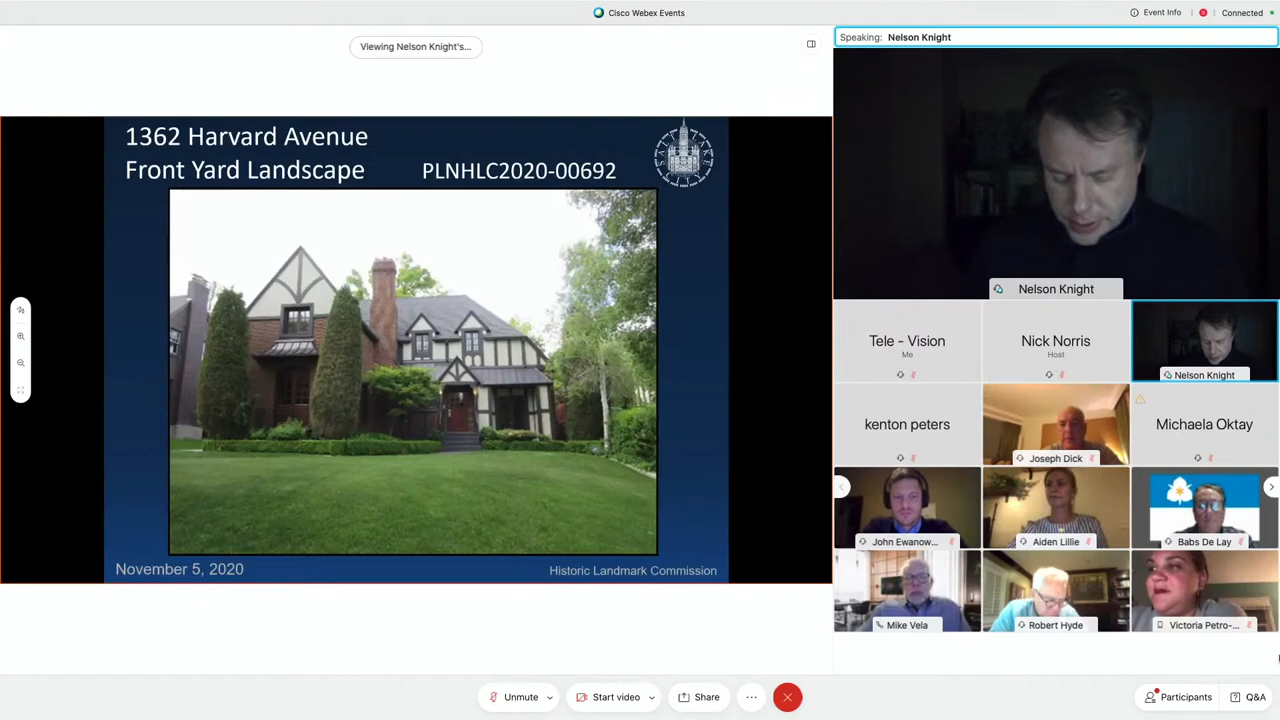 Cisco Webex Events
Event Info
Connected
Viewing Nelson Knight's...
Speaking: Nelson Knight
1362 Harvard Avenue
Front Yard Landscape PLNHLC2020-00692
November 5, 2020
Historic Landmark Commission
Nelson Knight
Tele - Vision
Me
Nick Norris
Host
Nelson Knight
kenton peters
Joseph Dick
Michaela Oktay
John Ewanow...
Aiden Lillie
Babs De Lay
Mike Vela
Robert Hyde
Victoria Petro-...
Unmute
Start video
Share
Participants
Q&A